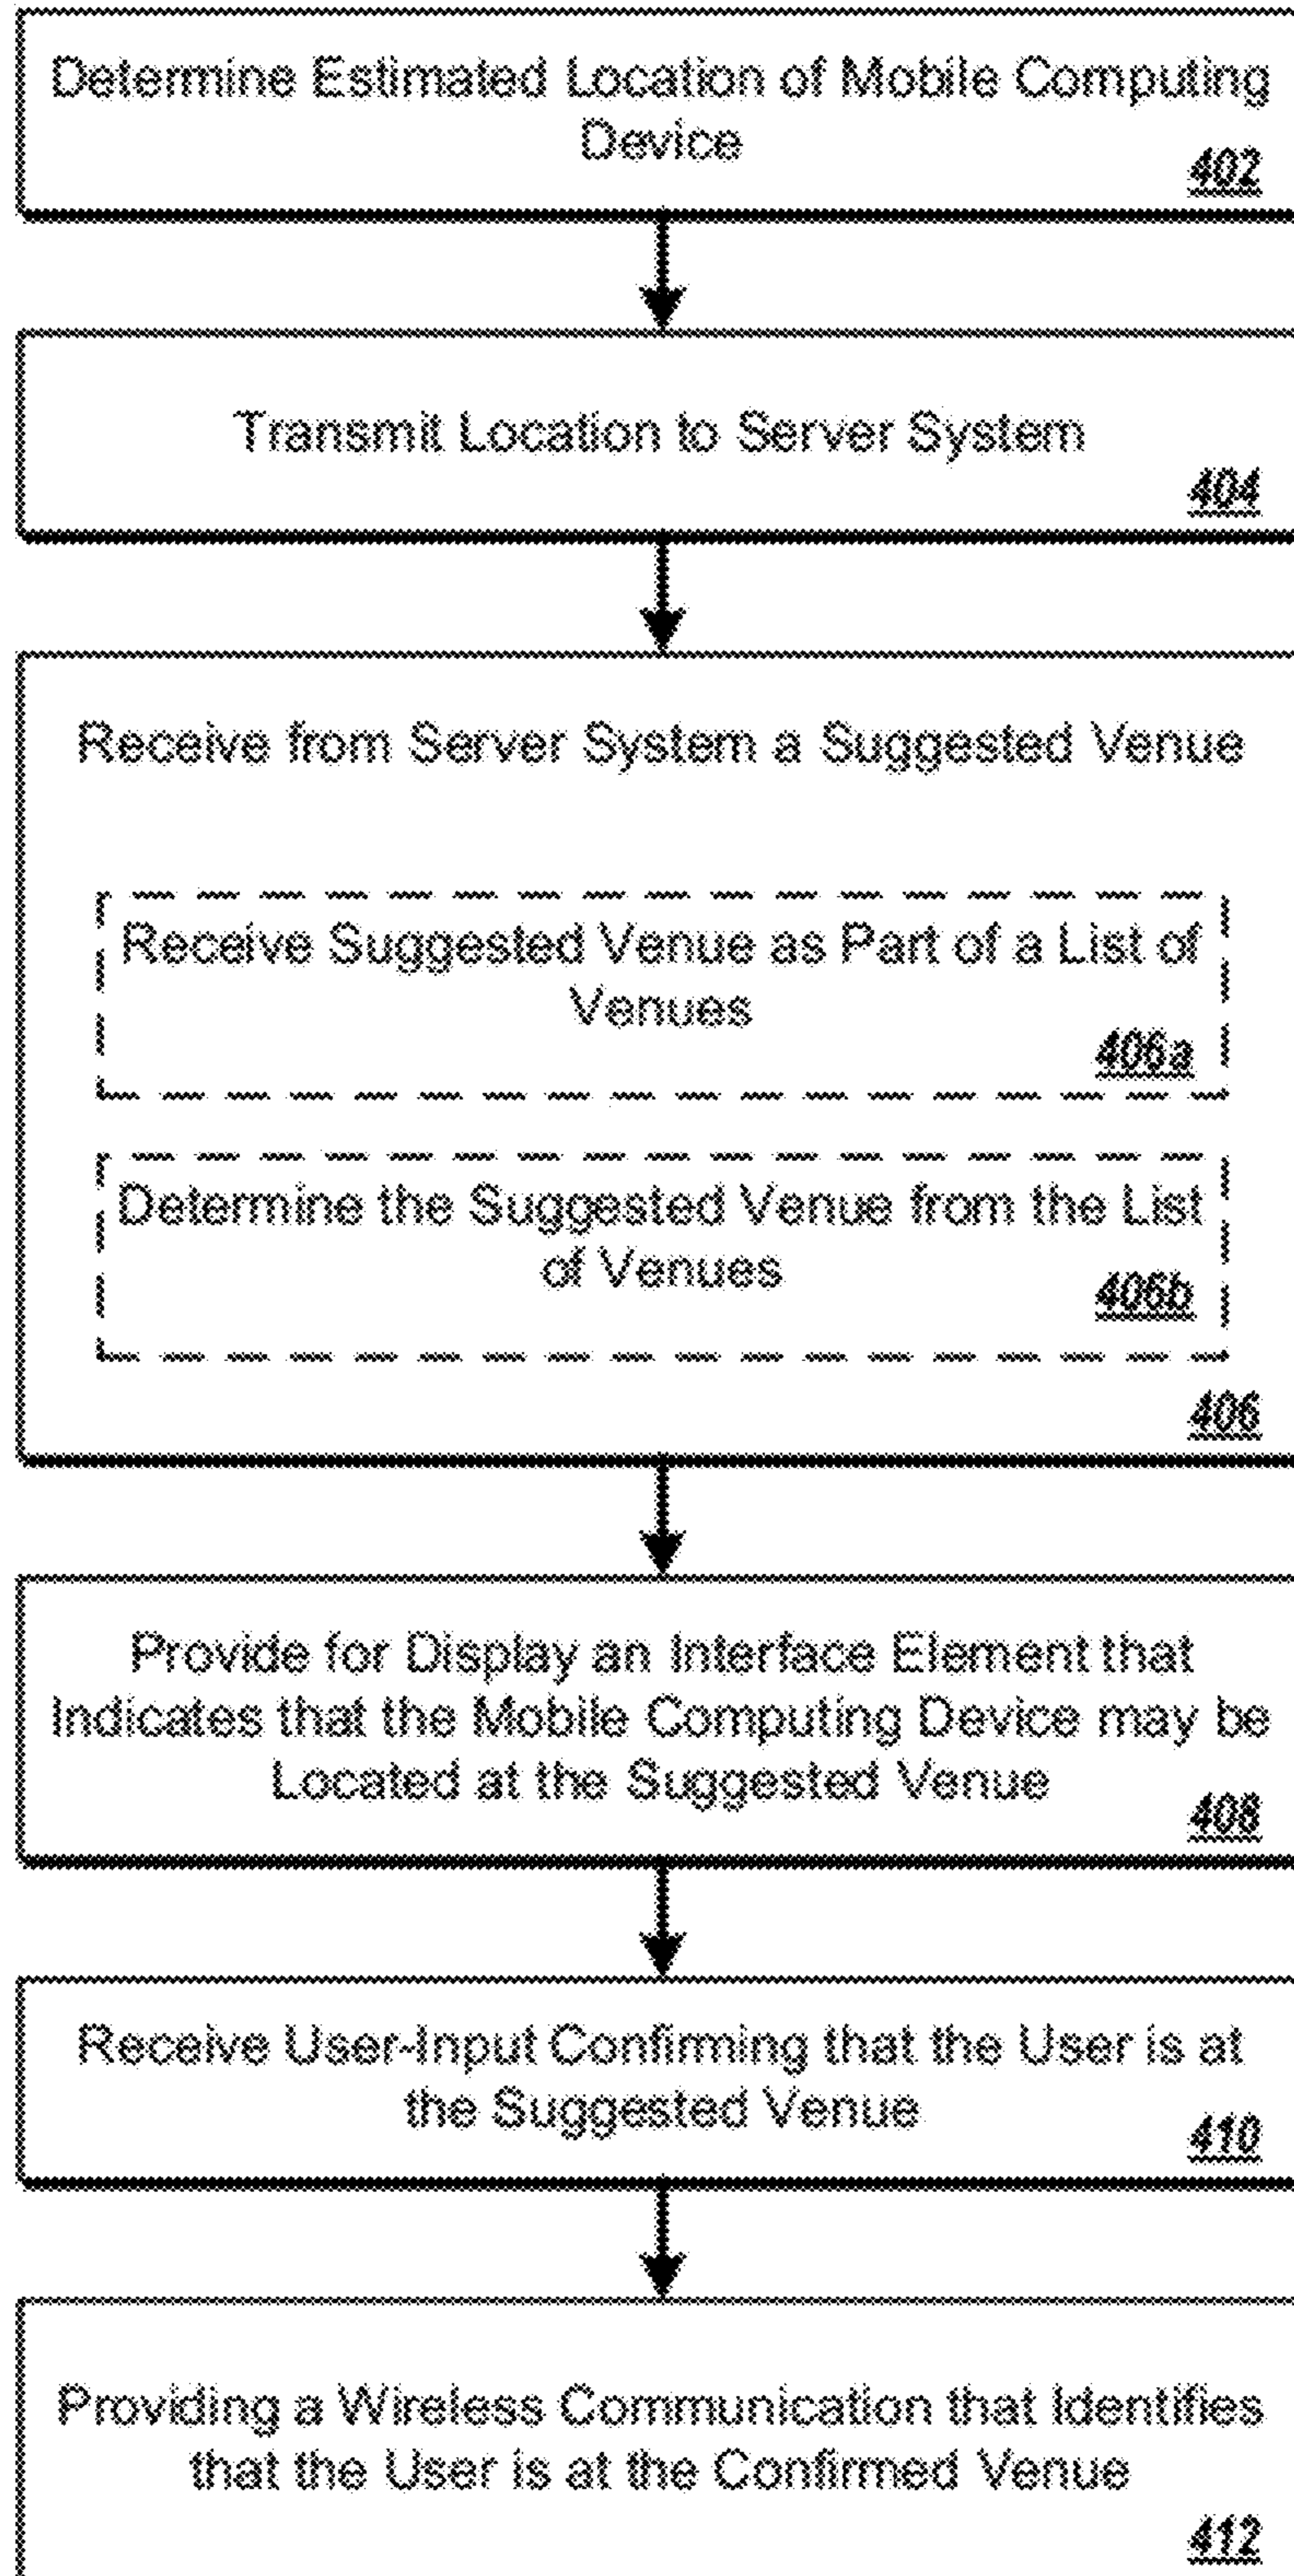 Determine Estimated Location of Mobile Computing
Device
402
Transmit Location to Server System
404
Receive from Server System a Suggested Venue
Receive Suggested Venue as Part of a List of
Venues
406a
Determine the Suggested Venue from the List
of Venues
406b
406
Provide for Display an Interface Element that
Indicates that the Mobile Computing Device may be
Located at the Suggested Venue
408
Receive User-Input Confirming that the User is at
the Suggested Venue
410
Providing a Wireless Communication that Identifies
that the User is at the Confirmed Venue
412